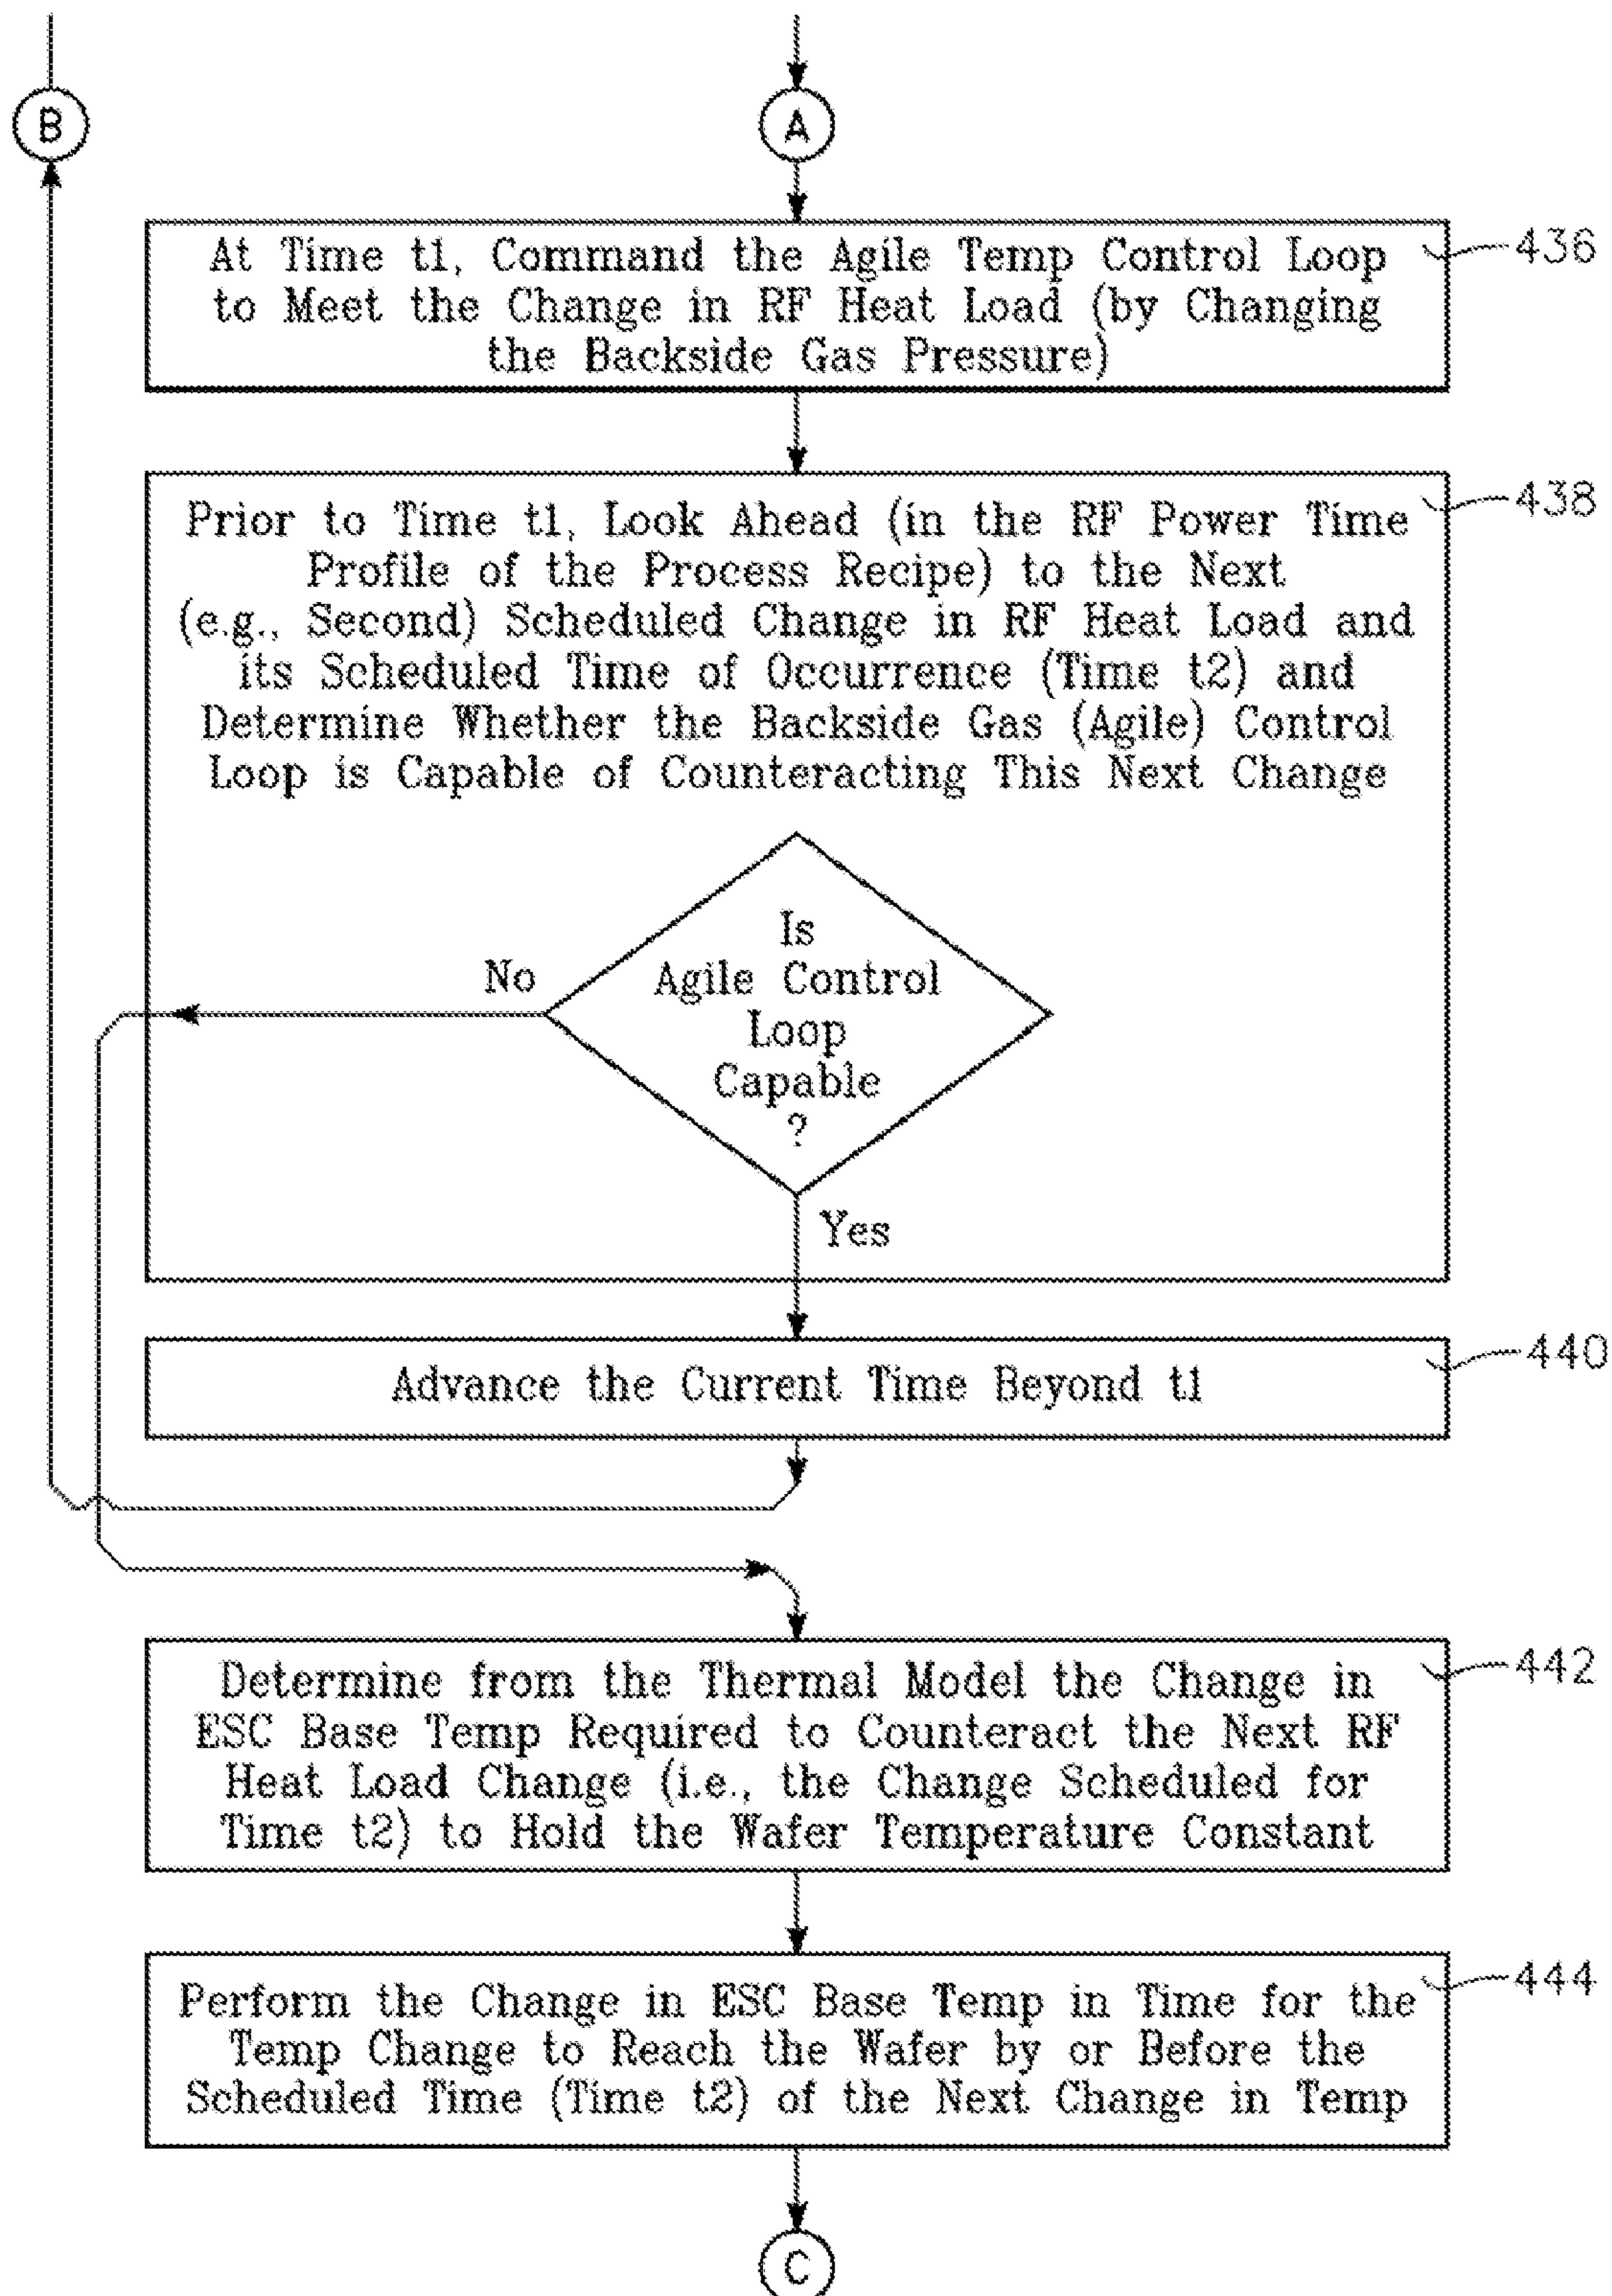 B
A
At Time t1, Command the Agile Temp Control Loop
to Meet the Change in RF Heat Load (by Changing
the Backside Gas Pressure)
436
Prior to Time t1, Look Ahead (in the RF Power Time
Profile of the Process Recipe) to the Next
(e.g., Second) Scheduled Change in RF Heat Load and
its Scheduled Time of Occurrence (Time t2) and
Determine Whether the Backside Gas (Agile) Control
Loop is Capable of Counteracting This Next Change
438
Is
Agile Control
Loop
Capable
?
No
Yes
Advance the Current Time Beyond t1
440
Determine from the Thermal Model the Change in
ESC Base Temp Required to Counteract the Next RF
Heat Load Change (i.e., the Change Scheduled for
Time t2) to Hold the Wafer Temperature Constant
442
Perform the Change in ESC Base Temp in Time for the
Temp Change to Reach the Wafer by or Before the
Scheduled Time (Time t2) of the Next Change in Temp
444
C